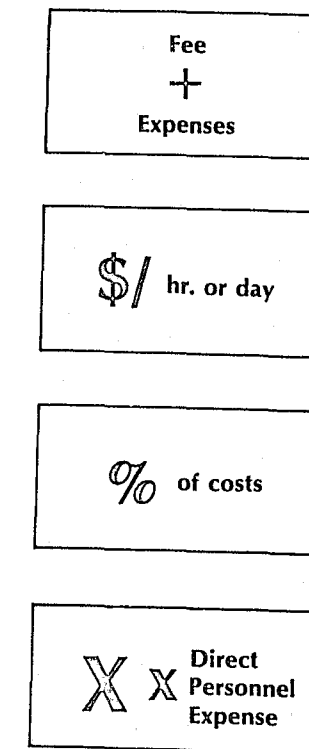 Fee
+
Expenses
$/ hr. or day
% of costs
X x Direct
Personnel
Expense